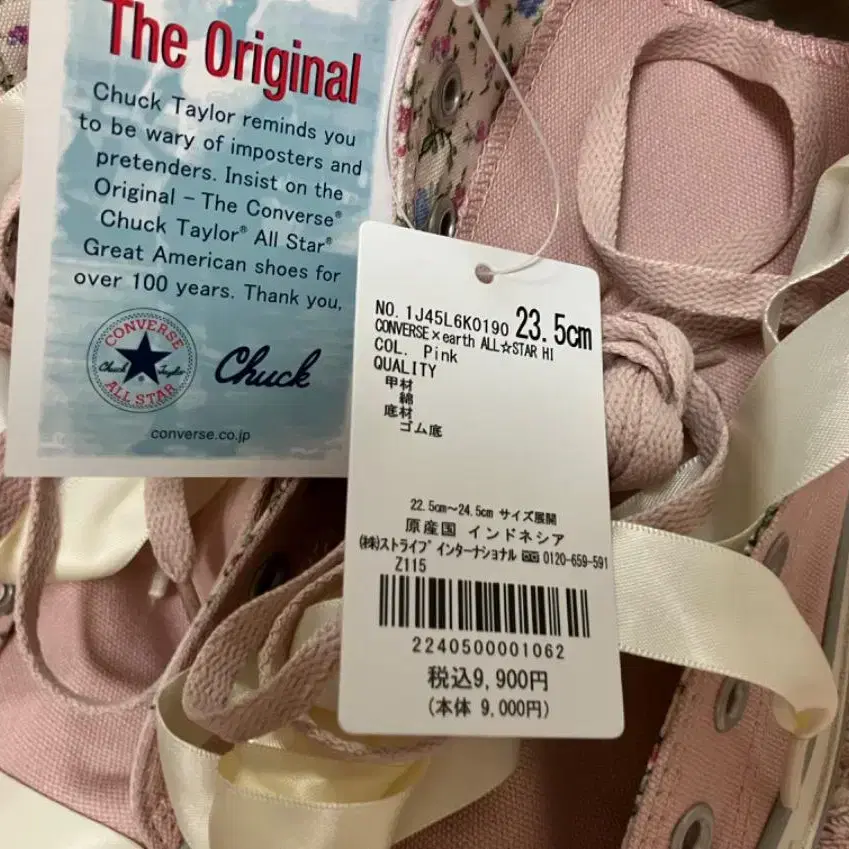 The Original
Chuck Taylor reminds you
to be wary of imposters and
pretenders. Insist on the
Original – The Converse®
Chuck Taylor® All Star®
Great American shoes for
over 100 years. Thank you,
CONVERSE
Chuck Taylor
ALL STAR
Chuck
converse.co.jp
NO. 1J45L6K0190 23.5cm
CONVERSE×earth ALL☆STAR HI
COL. Pink
QUALITY
甲材
綿
底材
ゴム底
22.5cm～24.5cm サイズ展開
原産国 インドネシア
(株)ストライプ インターナショナル 0120-659-591
Z115
2240500001062
税込9,900円
(本体 9,000円)